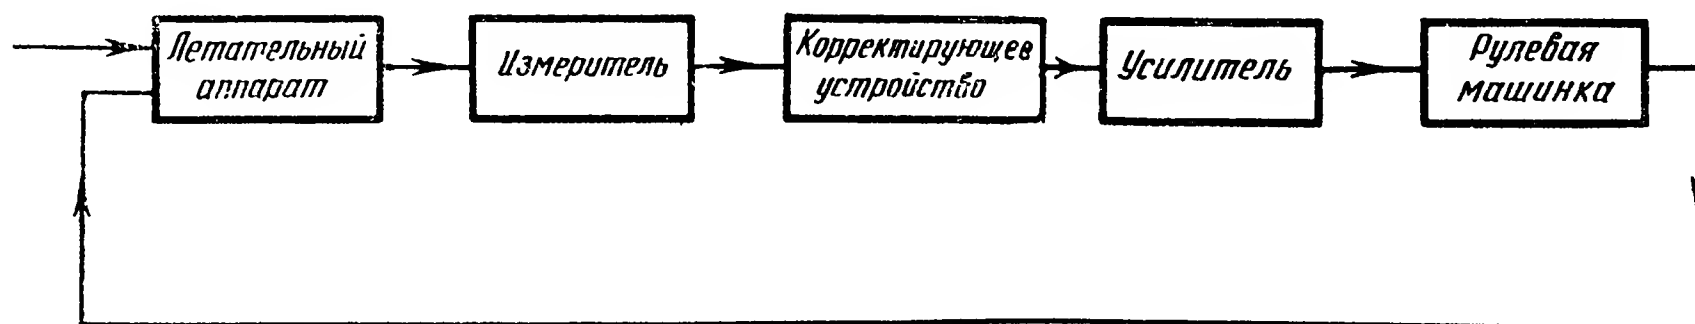 Летательный
аппарат
Измеритель
Корректирующее
устройство
Усилитель
Рулевая
машинка